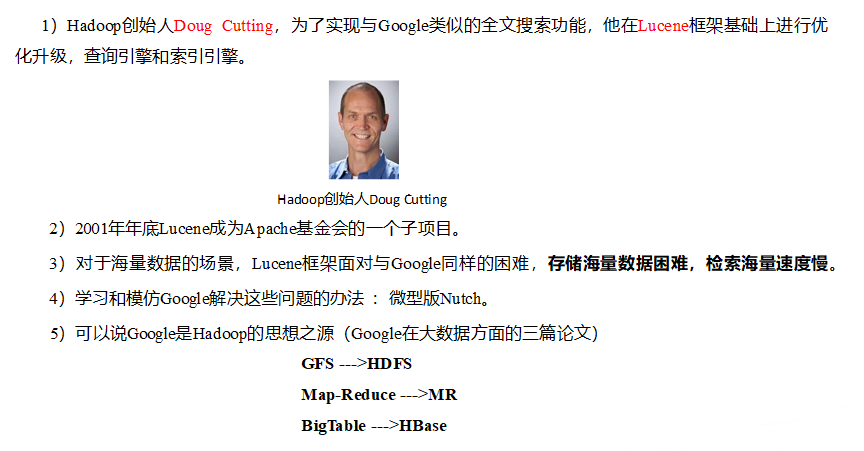 1）Hadoop创始人Doug Cutting，为了实现与Google类似的全文搜索功能，他在Lucene框架基础上进行优
化升级，查询引擎和索引引擎。
Hadoop创始人Doug Cutting
2）2001年年底Lucene成为Apache基金会的一个子项目。
3）对于海量数据的场景，Lucene框架面对与Google同样的困难，存储海量数据困难，检索海量速度慢。
4）学习和模仿Google解决这些问题的办法 ：微型版Nutch。
5）可以说Google是Hadoop的思想之源（Google在大数据方面的三篇论文）
GFS --->HDFS
Map-Reduce --->MR
BigTable --->HBase